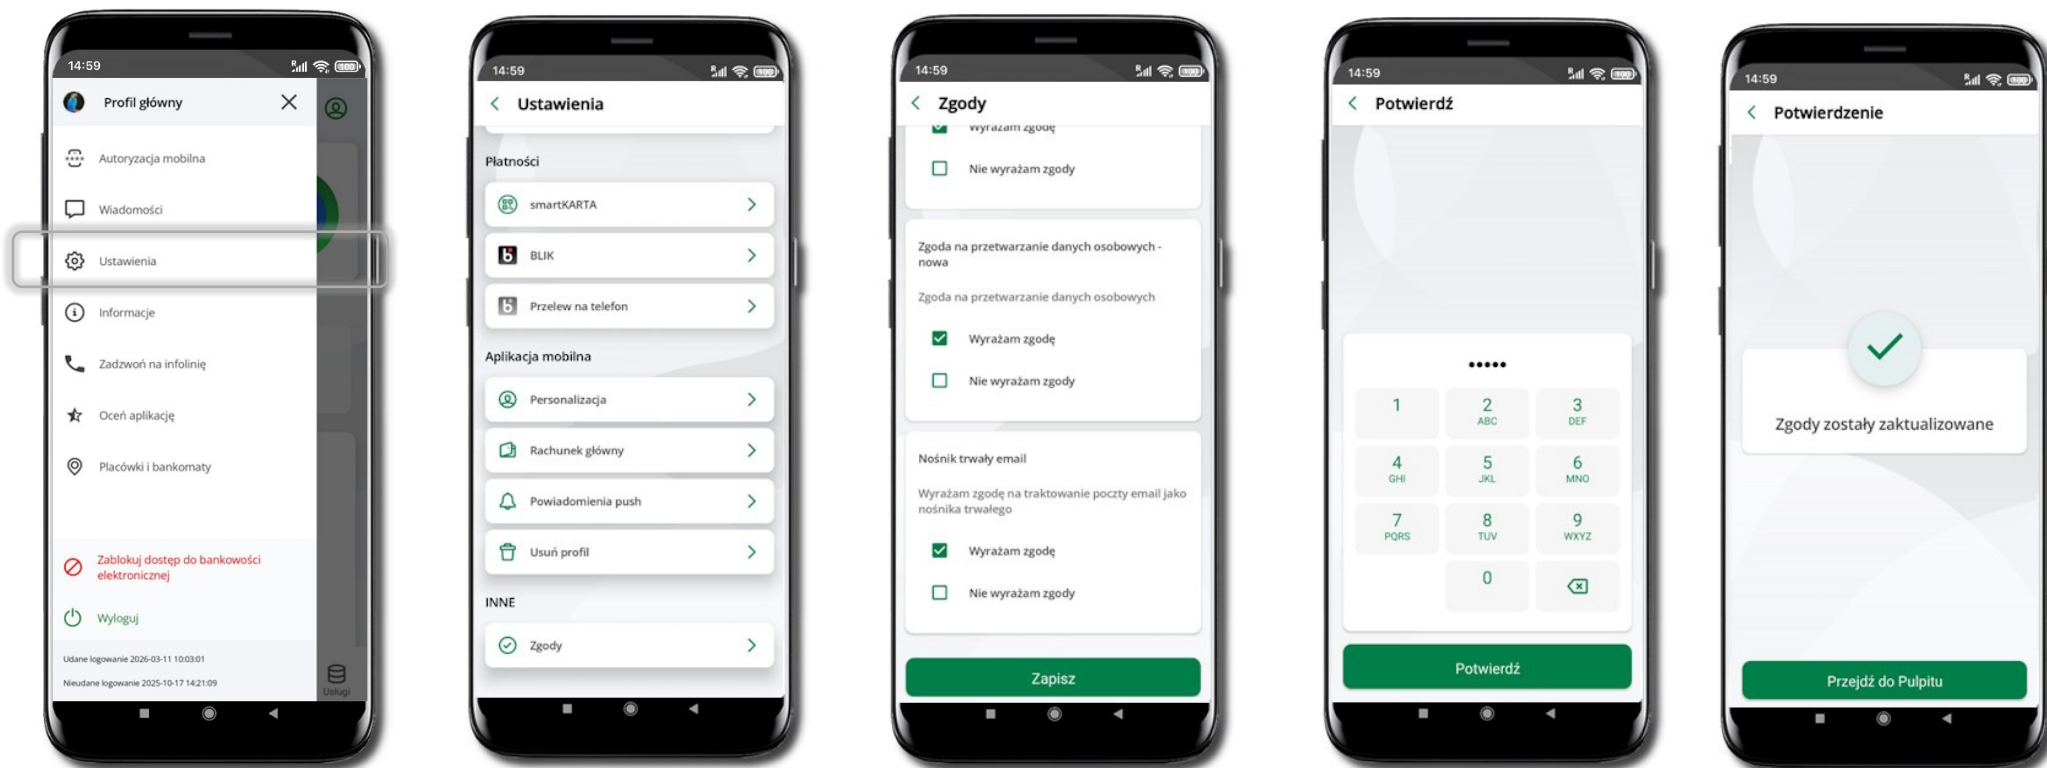 14:59
Profil główny
Autoryzacja mobilna
Wiadomości
Ustawienia
Informacje
Zadzwoń na infolinię
Oceń aplikację
Placówki i bankomaty
Zablokuj dostęp do bankowości
elektronicznej
Wyloguj
Udane logowanie 2026-03-11 10:03:01
Nieudane logowanie 2025-10-17 14:21:09
Usługi
14:59
Ustawienia
Płatności
smartKARTA
BLIK
Przelew na telefon
Aplikacja mobilna
Personalizacja
Rachunek główny
Powiadomienia push
Usuń profil
INNE
Zgody
14:59
Zgody
Wyrażam zgodę
Nie wyrażam zgody
Zgoda na przetwarzanie danych osobowych -
nowa
Zgoda na przetwarzanie danych osobowych
Wyrażam zgodę
Nie wyrażam zgody
Nośnik trwały email
Wyrażam zgodę na traktowanie poczty email jako
nośnika trwałego
Wyrażam zgodę
Nie wyrażam zgody
Zapisz
14:59
Potwierdź
1 2 3
ABC DEF
4 5 6
GHI JKL MNO
7 8 9
PQRS TUV WXYZ
0
Potwierdź
14:59
Potwierdzenie
Zgody zostały zaktualizowane
Przejdź do Pulpitu